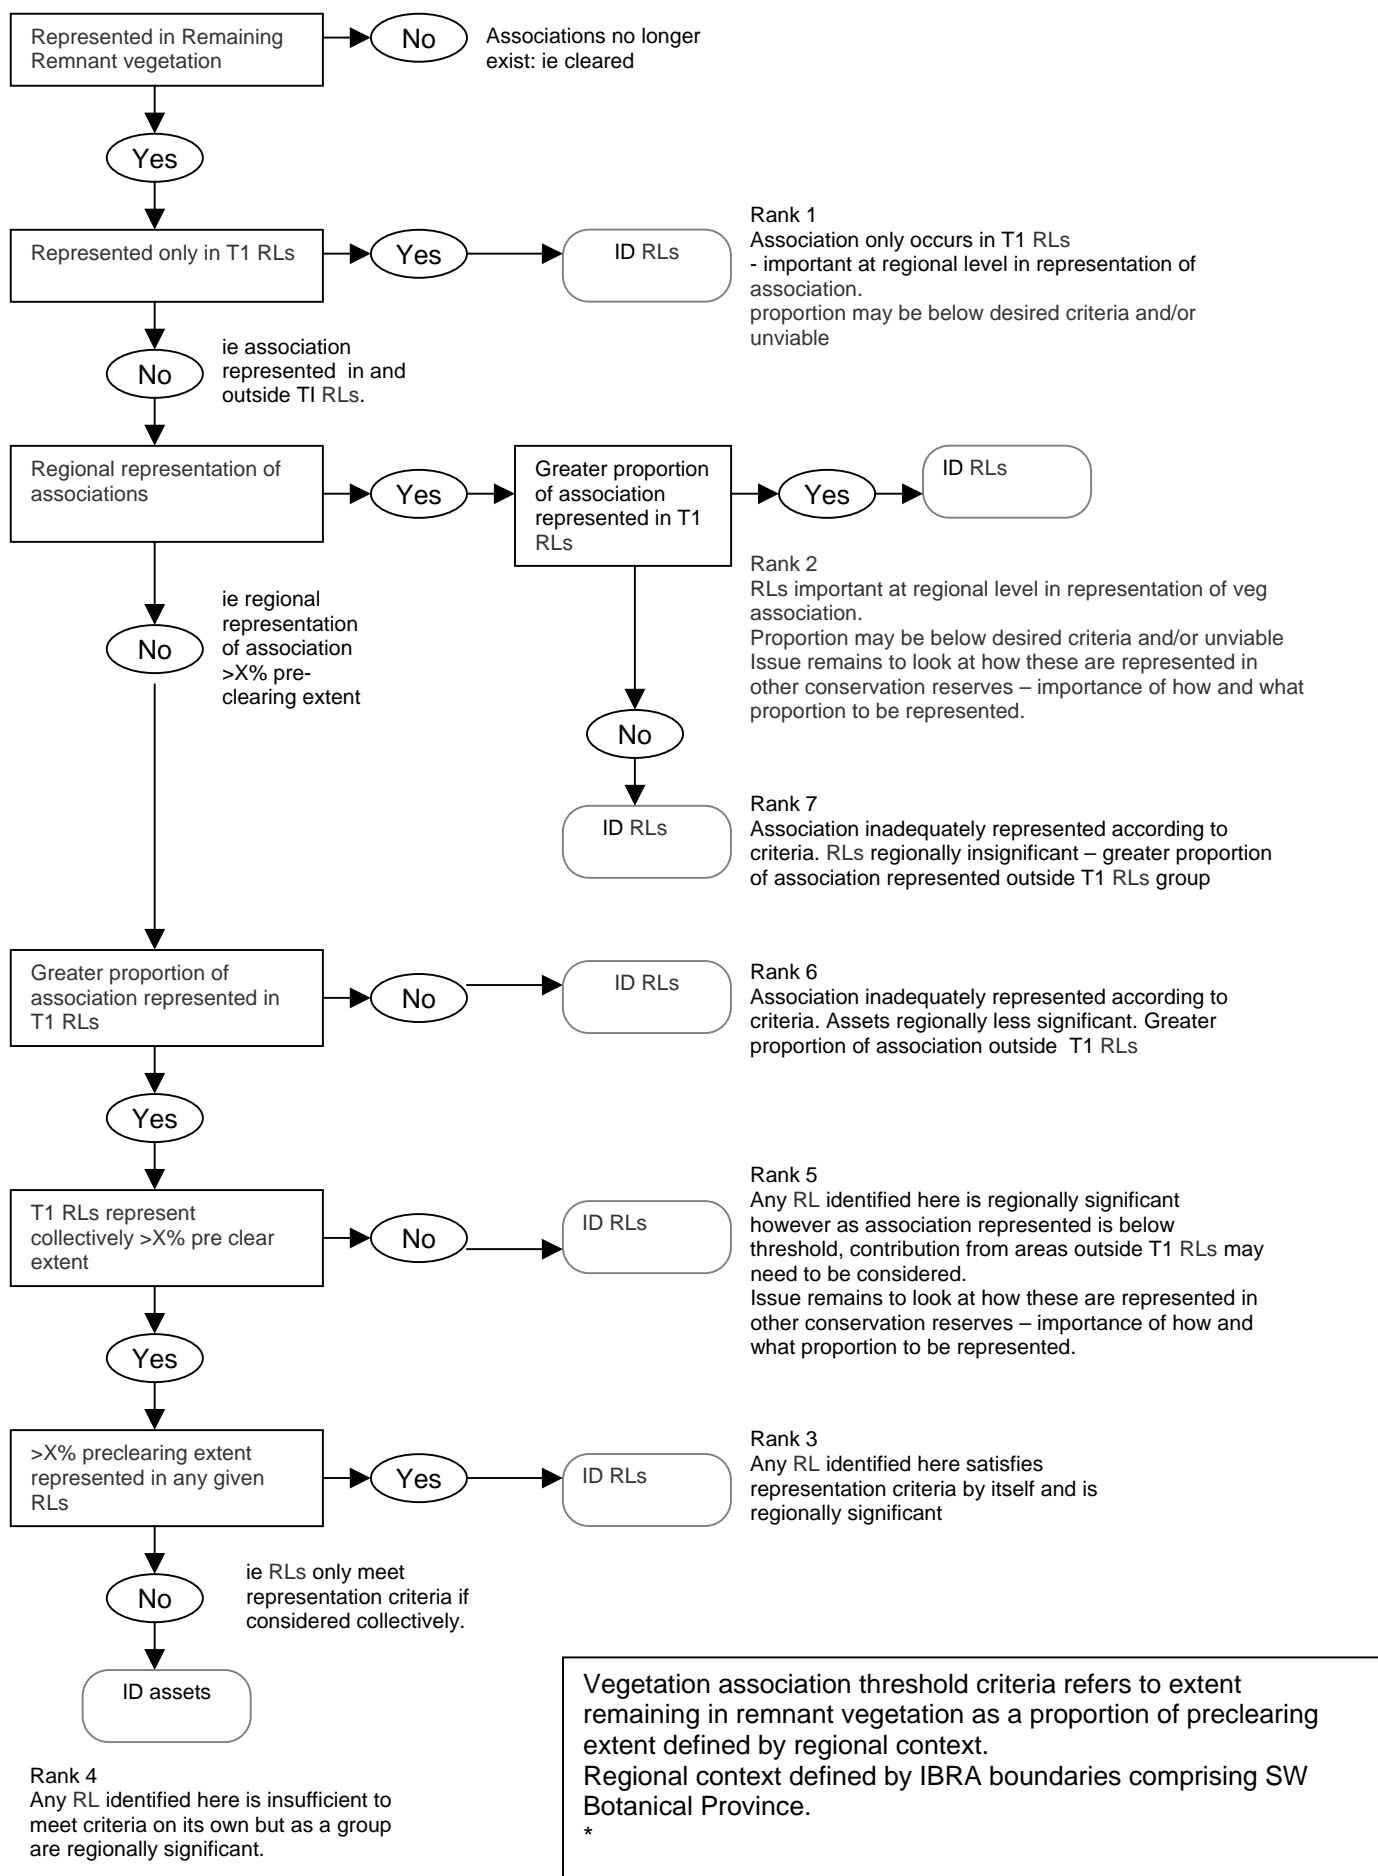 Represented in Remaining
Remnant vegetation
No
Associations no longer
exist: ie cleared
Yes
Represented only in T1 RLs
Yes
ID RLs
Rank 1
Association only occurs in T1 RLs
- important at regional level in representation of
association.
proportion may be below desired criteria and/or
unviable
No
ie association
represented  in and
outside TI RLs.
Regional representation of
associations
Yes
Greater proportion
of association
represented in T1
RLs
Yes
ID RLs
Rank 2
RLs important at regional level in representation of veg
association.
Proportion may be below desired criteria and/or unviable
Issue remains to look at how these are represented in
other conservation reserves – importance of how and what
proportion to be represented.
No
ie regional
representation
of association
>X% pre-
clearing extent
No
ID RLs
Rank 7
Association inadequately represented according to
criteria. RLs regionally insignificant – greater proportion
of association represented outside T1 RLs group
Greater proportion of
association represented in
T1 RLs
No
ID RLs
Rank 6
Association inadequately represented according to
criteria. Assets regionally less significant. Greater
proportion of association outside  T1 RLs
Yes
T1 RLs represent
collectively >X% pre clear
extent
No
ID RLs
Rank 5
Any RL identified here is regionally significant
however as association represented is below
threshold, contribution from areas outside T1 RLs may
need to be considered.
Issue remains to look at how these are represented in
other conservation reserves – importance of how and
what proportion to be represented.
Yes
>X% preclearing extent
represented in any given
RLs
Yes
ID RLs
Rank 3
Any RL identified here satisfies
representation criteria by itself and is
regionally significant
No
ie RLs only meet
representation criteria if
considered collectively.
ID assets
Rank 4
Any RL identified here is insufficient to
meet criteria on its own but as a group
are regionally significant.
Vegetation association threshold criteria refers to extent
remaining in remnant vegetation as a proportion of preclearing
extent defined by regional context.
Regional context defined by IBRA boundaries comprising SW
Botanical Province.
*